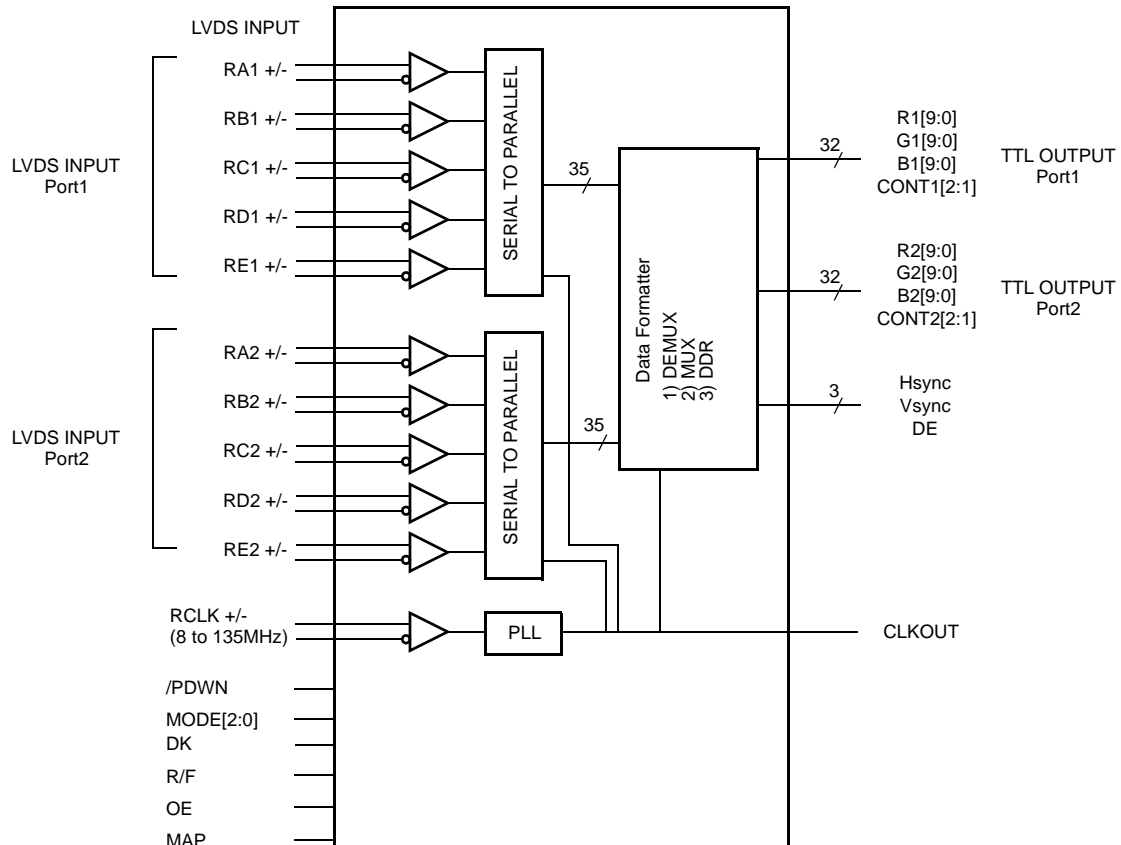 LVDS INPUT
LVDS INPUT
Port1
RA1 +/-
RB1 +/-
RC1 +/-
RD1 +/-
RE1 +/-
SERIAL TO PARALLEL
35
LVDS INPUT
Port2
RA2 +/-
RB2 +/-
RC2 +/-
RD2 +/-
RE2 +/-
SERIAL TO PARALLEL
35
Data Formatter
1) DEMUX
2) MUX
3) DDR
32
R1[9:0]
G1[9:0]
B1[9:0]
CONT1[2:1]
TTL OUTPUT
Port1
32
R2[9:0]
G2[9:0]
B2[9:0]
CONT2[2:1]
TTL OUTPUT
Port2
3
Hsync
Vsync
DE
RCLK +/-
(8 to 135MHz)
PLL
CLKOUT
/PDWN
MODE[2:0]
DK
R/F
OE
MAP